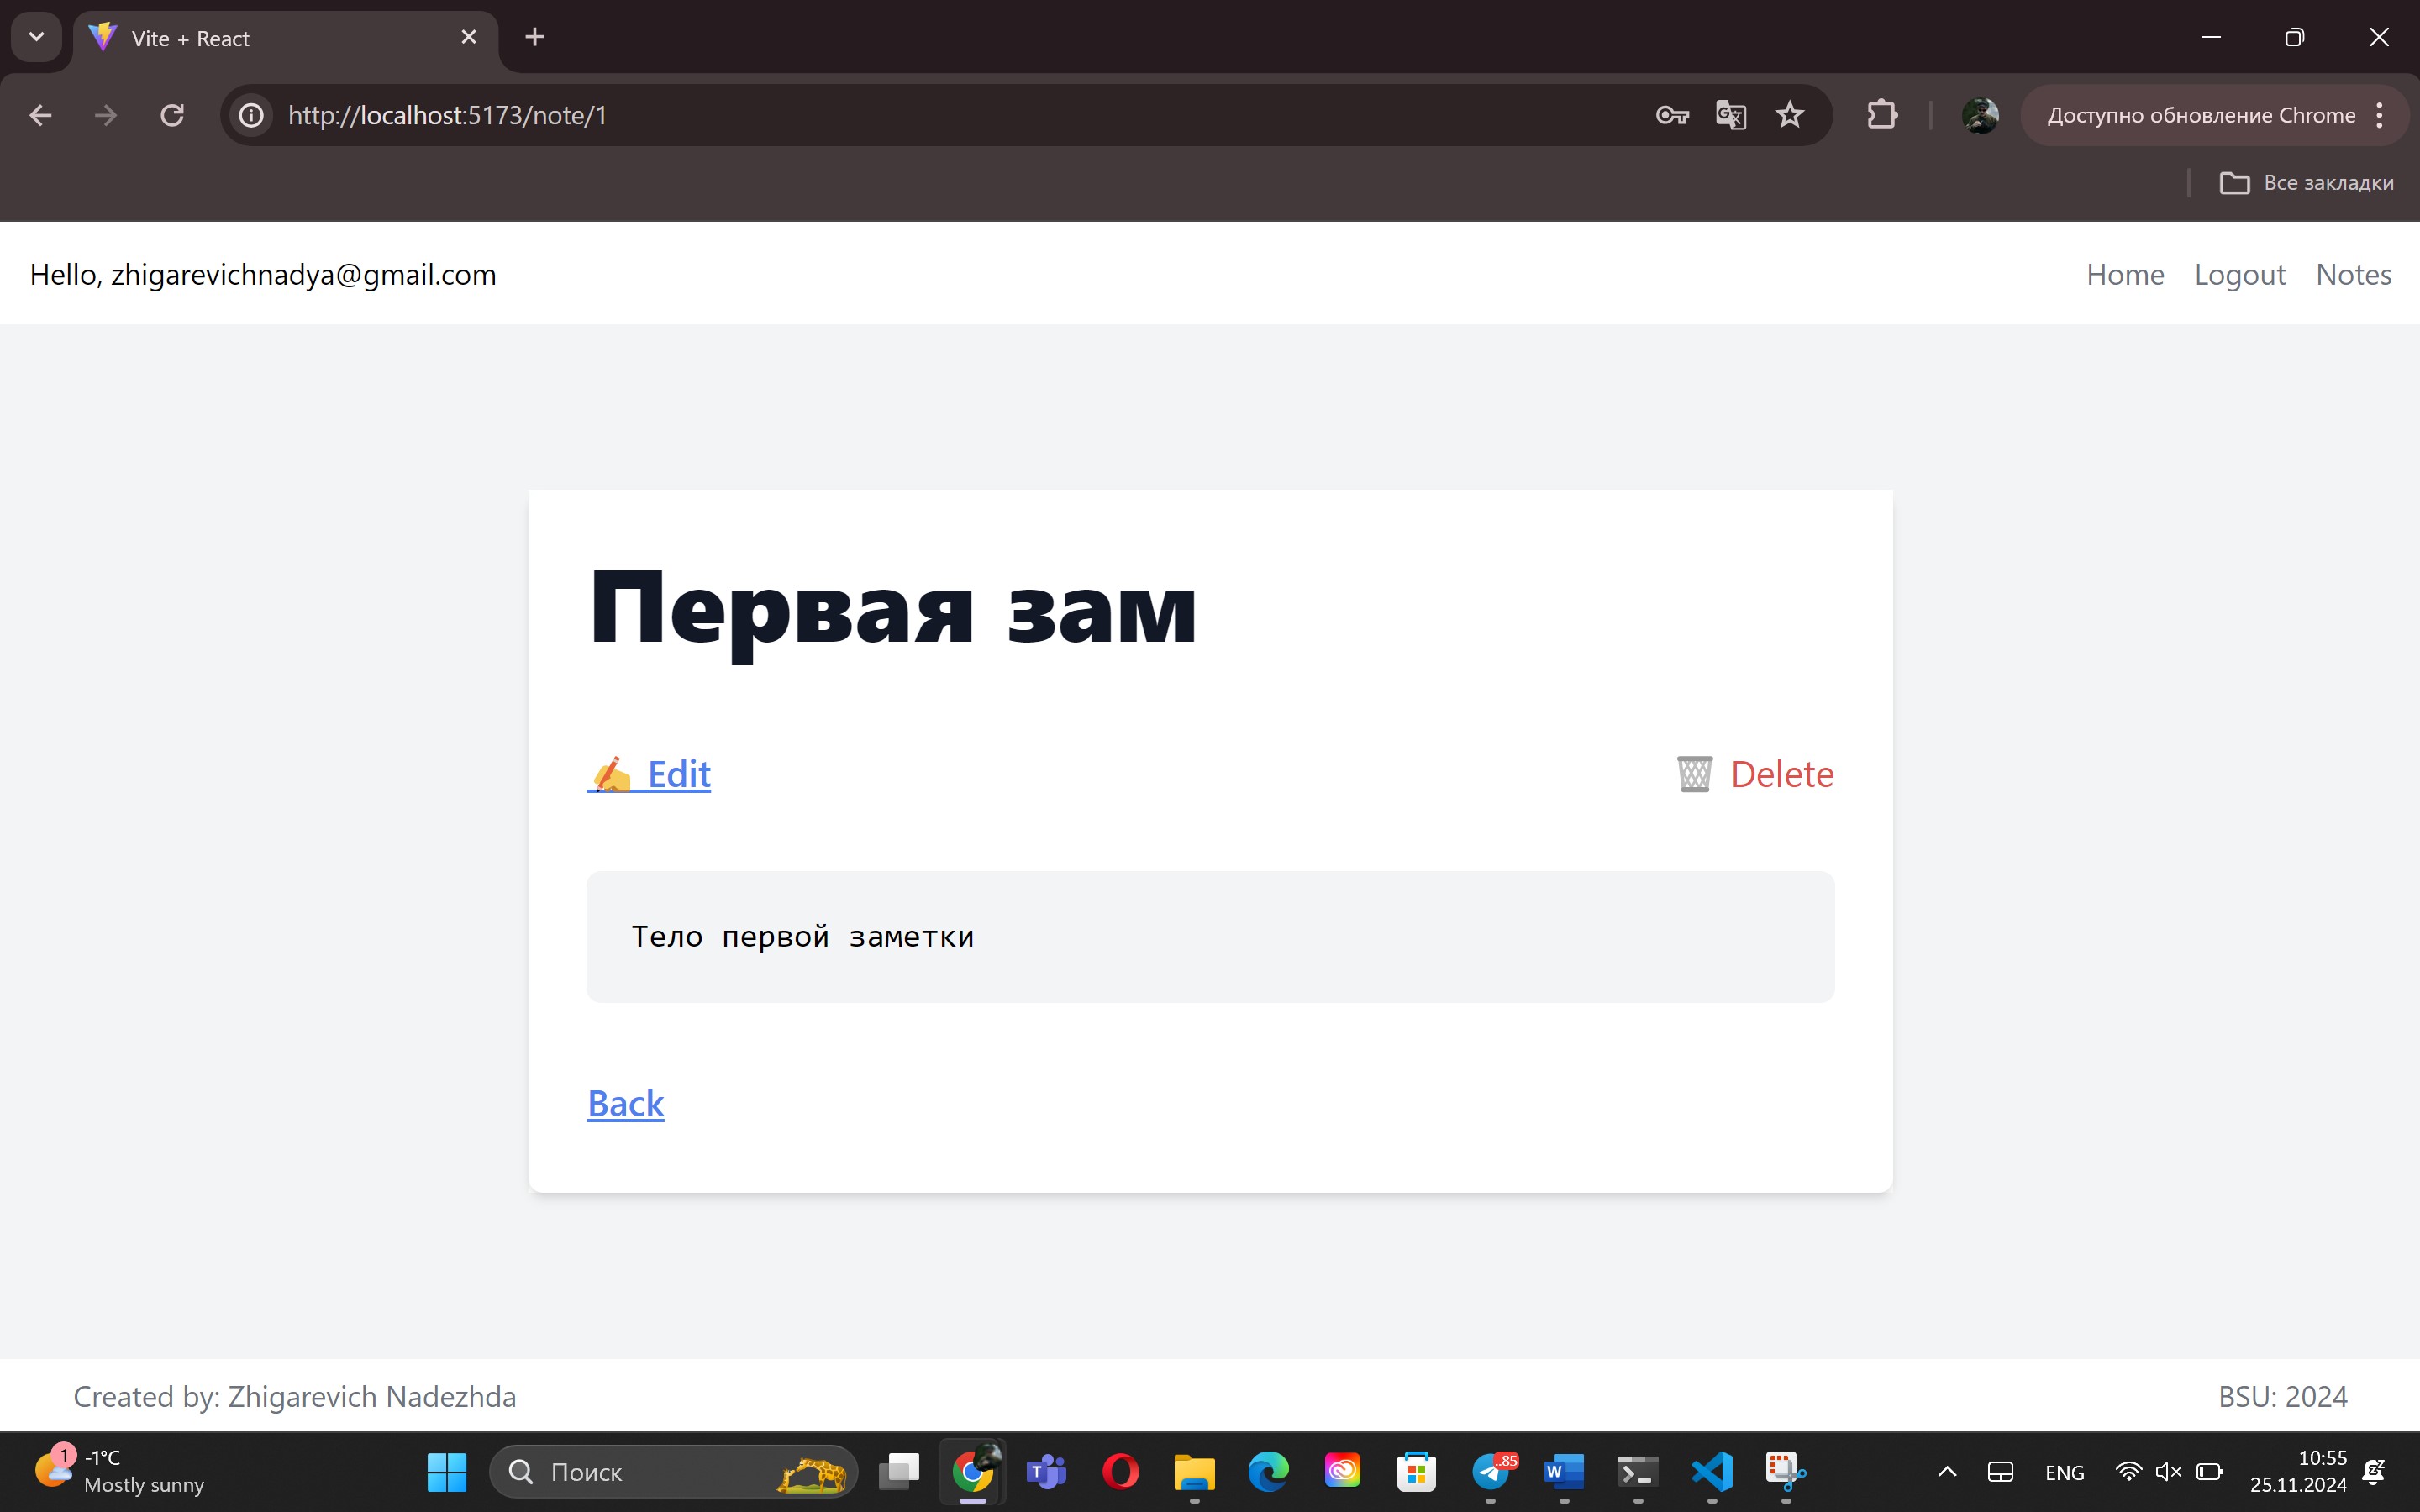 Vite + React
http://localhost:5173/note/1
Доступно обновление Chrome
Все закладки
Hello, zhigarevichnadya@gmail.com
Home Logout Notes
Первая зам
✍️ Edit
🗑️ Delete
Тело первой заметки
Back
Created by: Zhigarevich Nadezhda
BSU: 2024
1
-1°C
Mostly sunny
Поиск
T
..85
W
ENG
10:55
25.11.2024